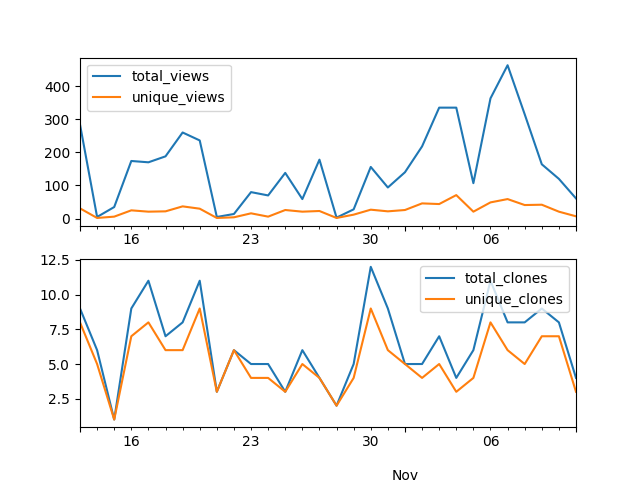 total_views
unique_views
400
300
200
100
0
16 23 30 06
total_clones
unique_clones
12.5
10.0
7.5
5.0
2.5
16 23 30 06
Nov